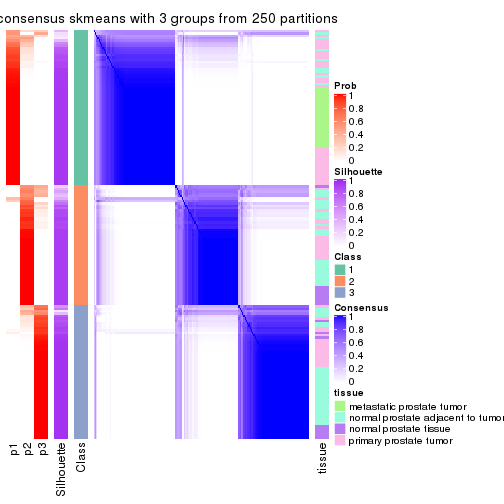 consensus skmeans with 3 groups from 250 partitions
Prob
1
0.8
0.6
0.4
0.2
0
Silhouette
1
0.8
0.6
0.4
0.2
0
Class
1
2
3
Consensus
1
0.8
0.6
0.4
0.2
0
tissue
metastatic prostate tumor
normal prostate adjacent to tumor
normal prostate tissue
primary prostate tumor
p1
p2
p3
Silhouette
Class
tissue